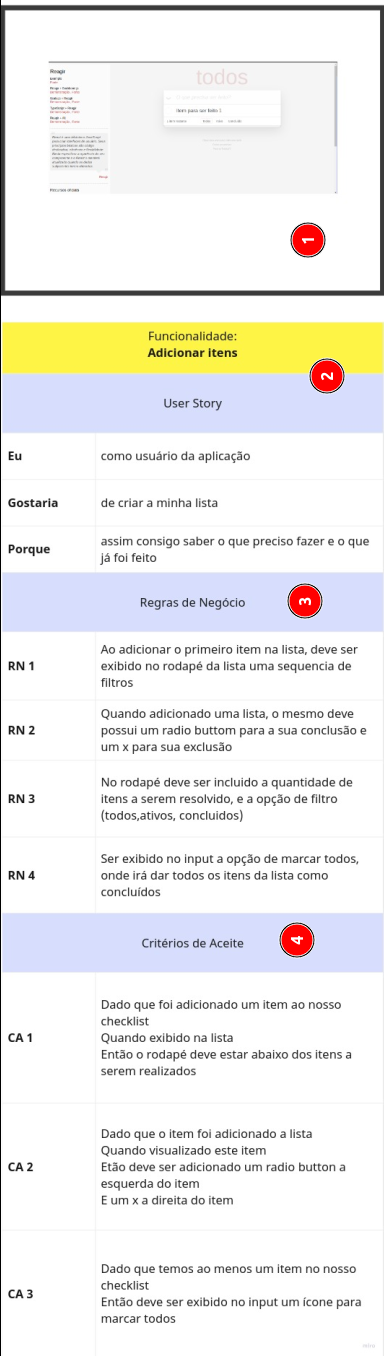 todos
item para ser feito 1
1
Funcionalidade:
Adicionar itens
2
User Story
Eu
como usuário da aplicação
Gostaria
de criar a minha lista
Porque
assim consigo saber o que preciso fazer e o que
já foi feito
Regras de Negócio
3
RN 1
Ao adicionar o primeiro item na lista, deve ser
exibido no rodapé da lista uma sequencia de
filtros
RN 2
Quando adicionado uma lista, o mesmo deve
possui um radio buttom para a sua conclusão e
um x para sua exclusão
RN 3
No rodapé deve ser incluido a quantidade de
itens a serem resolvido, e a opção de filtro
(todos,ativos, concluidos)
RN 4
Ser exibido no input a opção de marcar todos,
onde irá dar todos os itens da lista como
concluídos
Critérios de Aceite
4
CA 1
Dado que foi adicionado um item ao nosso
checklist
Quando exibido na lista
Então o rodapé deve estar abaixo dos itens a
serem realizados
CA 2
Dado que o item foi adicionado a lista
Quando visualizado este item
Etão deve ser adicionado um radio button a
esquerda do item
E um x a direita do item
CA 3
Dado que temos ao menos um item no nosso
checklist
Então deve ser exibido no input um ícone para
marcar todos
miro